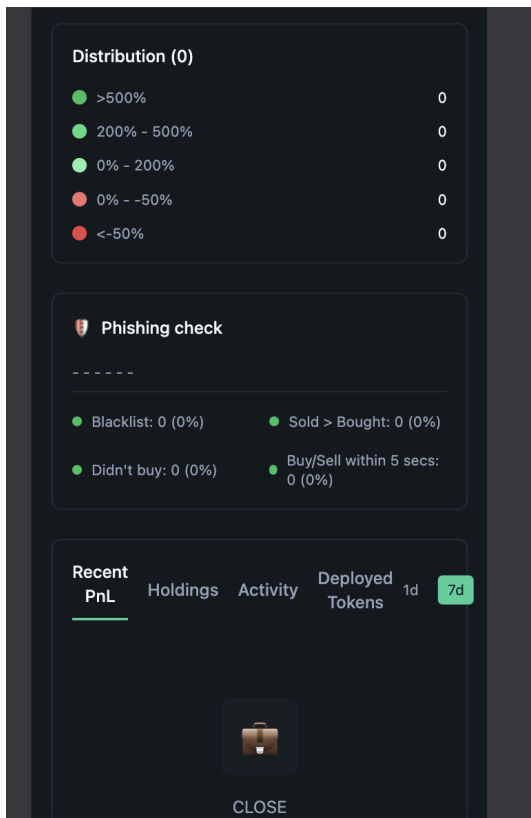 Distribution (0)
>500% 0
200% - 500% 0
0% - 200% 0
0% - -50% 0
<-50% 0
Phishing check
- - - - - -
Blacklist: 0 (0%)
Sold > Bought: 0 (0%)
Didn't buy: 0 (0%)
Buy/Sell within 5 secs:
0 (0%)
Recent
PnL
Holdings
Activity
Deployed
Tokens
1d
7d
CLOSE